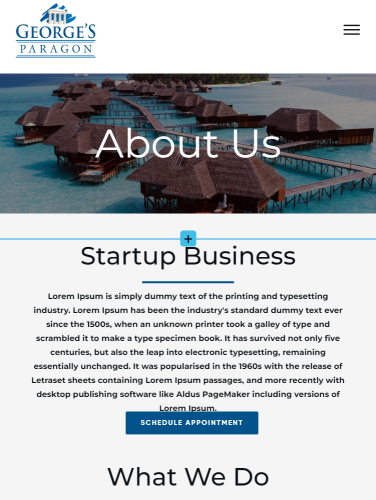 GEORGE'S
PARAGON
About Us
Startup Business
Lorem Ipsum is simply dummy text of the printing and typesetting
industry. Lorem Ipsum has been the industry's standard dummy text ever
since the 1500s, when an unknown printer took a galley of type and
scrambled it to make a type specimen book. It has survived not only five
centuries, but also the leap into electronic typesetting, remaining
essentially unchanged. It was popularised in the 1960s with the release of
Letraset sheets containing Lorem Ipsum passages, and more recently with
desktop publishing software like Aldus PageMaker including versions of
Lorem Ipsum.
SCHEDULE APPOINTMENT
What We Do